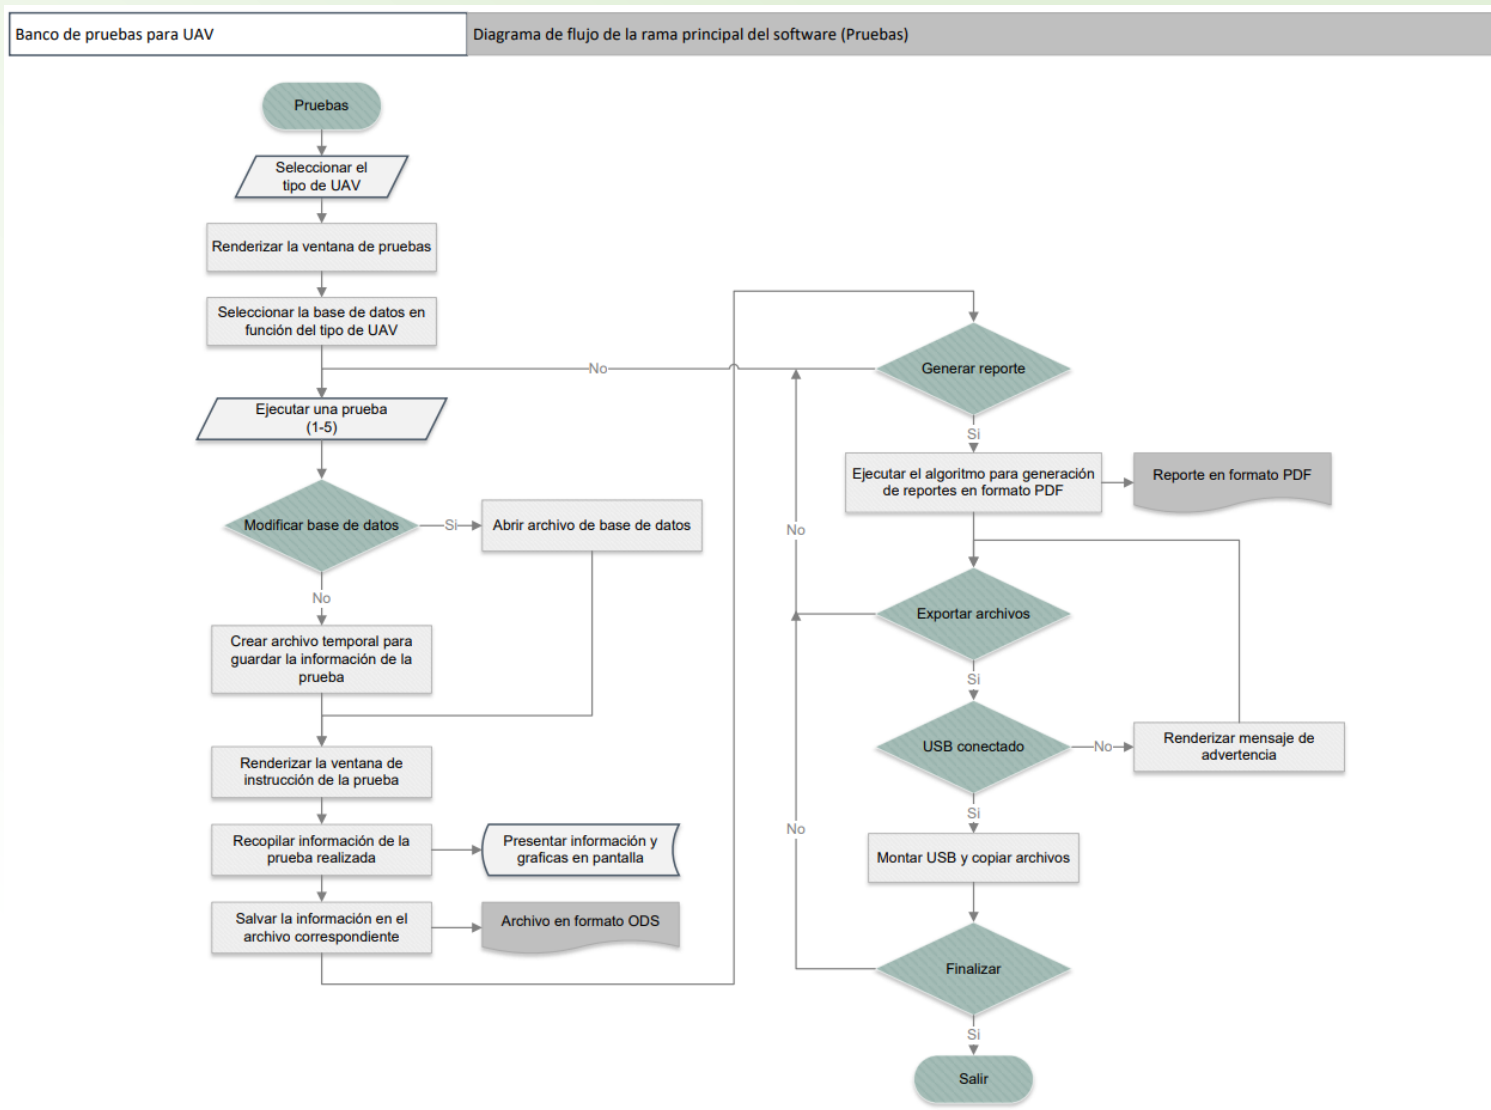 Banco de pruebas para UAV
Diagrama de flujo de la rama principal del software (Pruebas)
Pruebas
Seleccionar el
tipo de UAV
Renderizar la ventana de pruebas
Seleccionar la base de datos en
función del tipo de UAV
Ejecutar una prueba
(1-5)
Modificar base de datos
Si
Abrir archivo de base de datos
No
Crear archivo temporal para
guardar la información de la
prueba
Renderizar la ventana de
instrucción de la prueba
Recopilar información de la
prueba realizada
Presentar información y
graficas en pantalla
Salvar la información en el
archivo correspondiente
Archivo en formato ODS
Generar reporte
No
Si
Ejecutar el algoritmo para generación
de reportes en formato PDF
Reporte en formato PDF
Exportar archivos
No
Si
USB conectado
No
Renderizar mensaje de
advertencia
Si
Montar USB y copiar archivos
Finalizar
No
Si
Salir